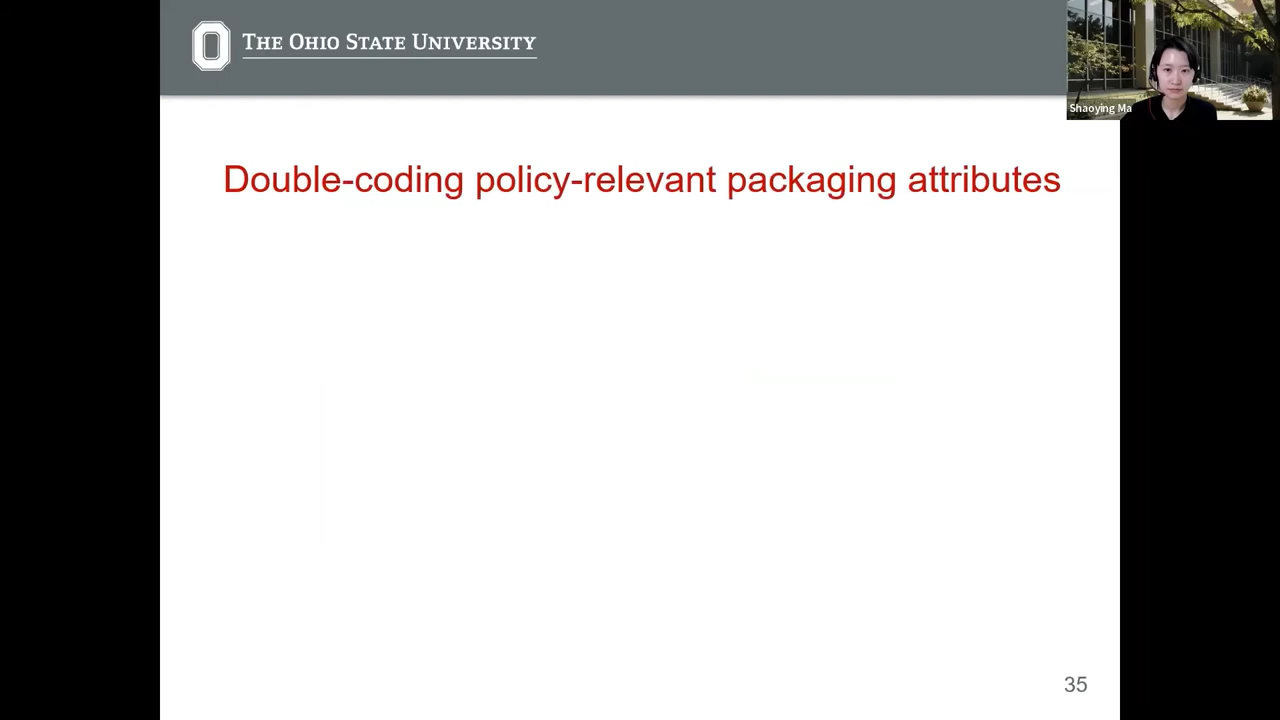 THE OHIO STATE UNIVERSITY
Shaoying Ma
Double-coding policy-relevant packaging attributes
35